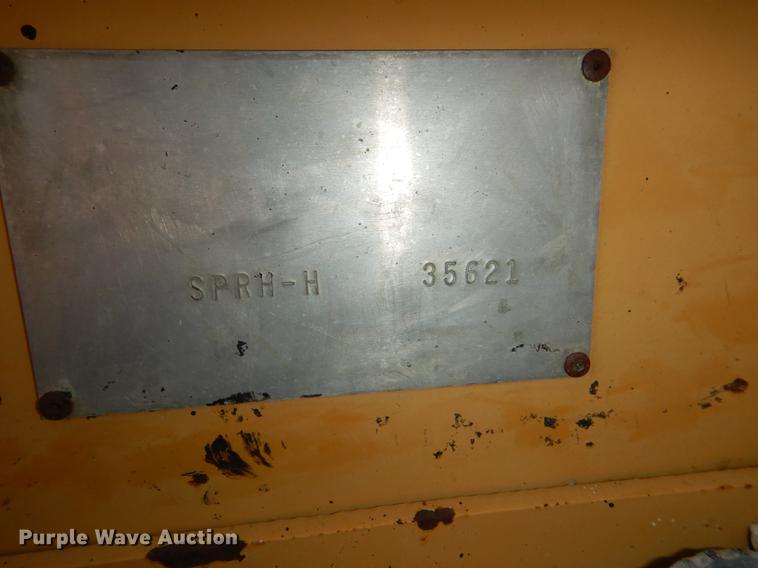 SPRH-H 35621
Purple Wave Auction